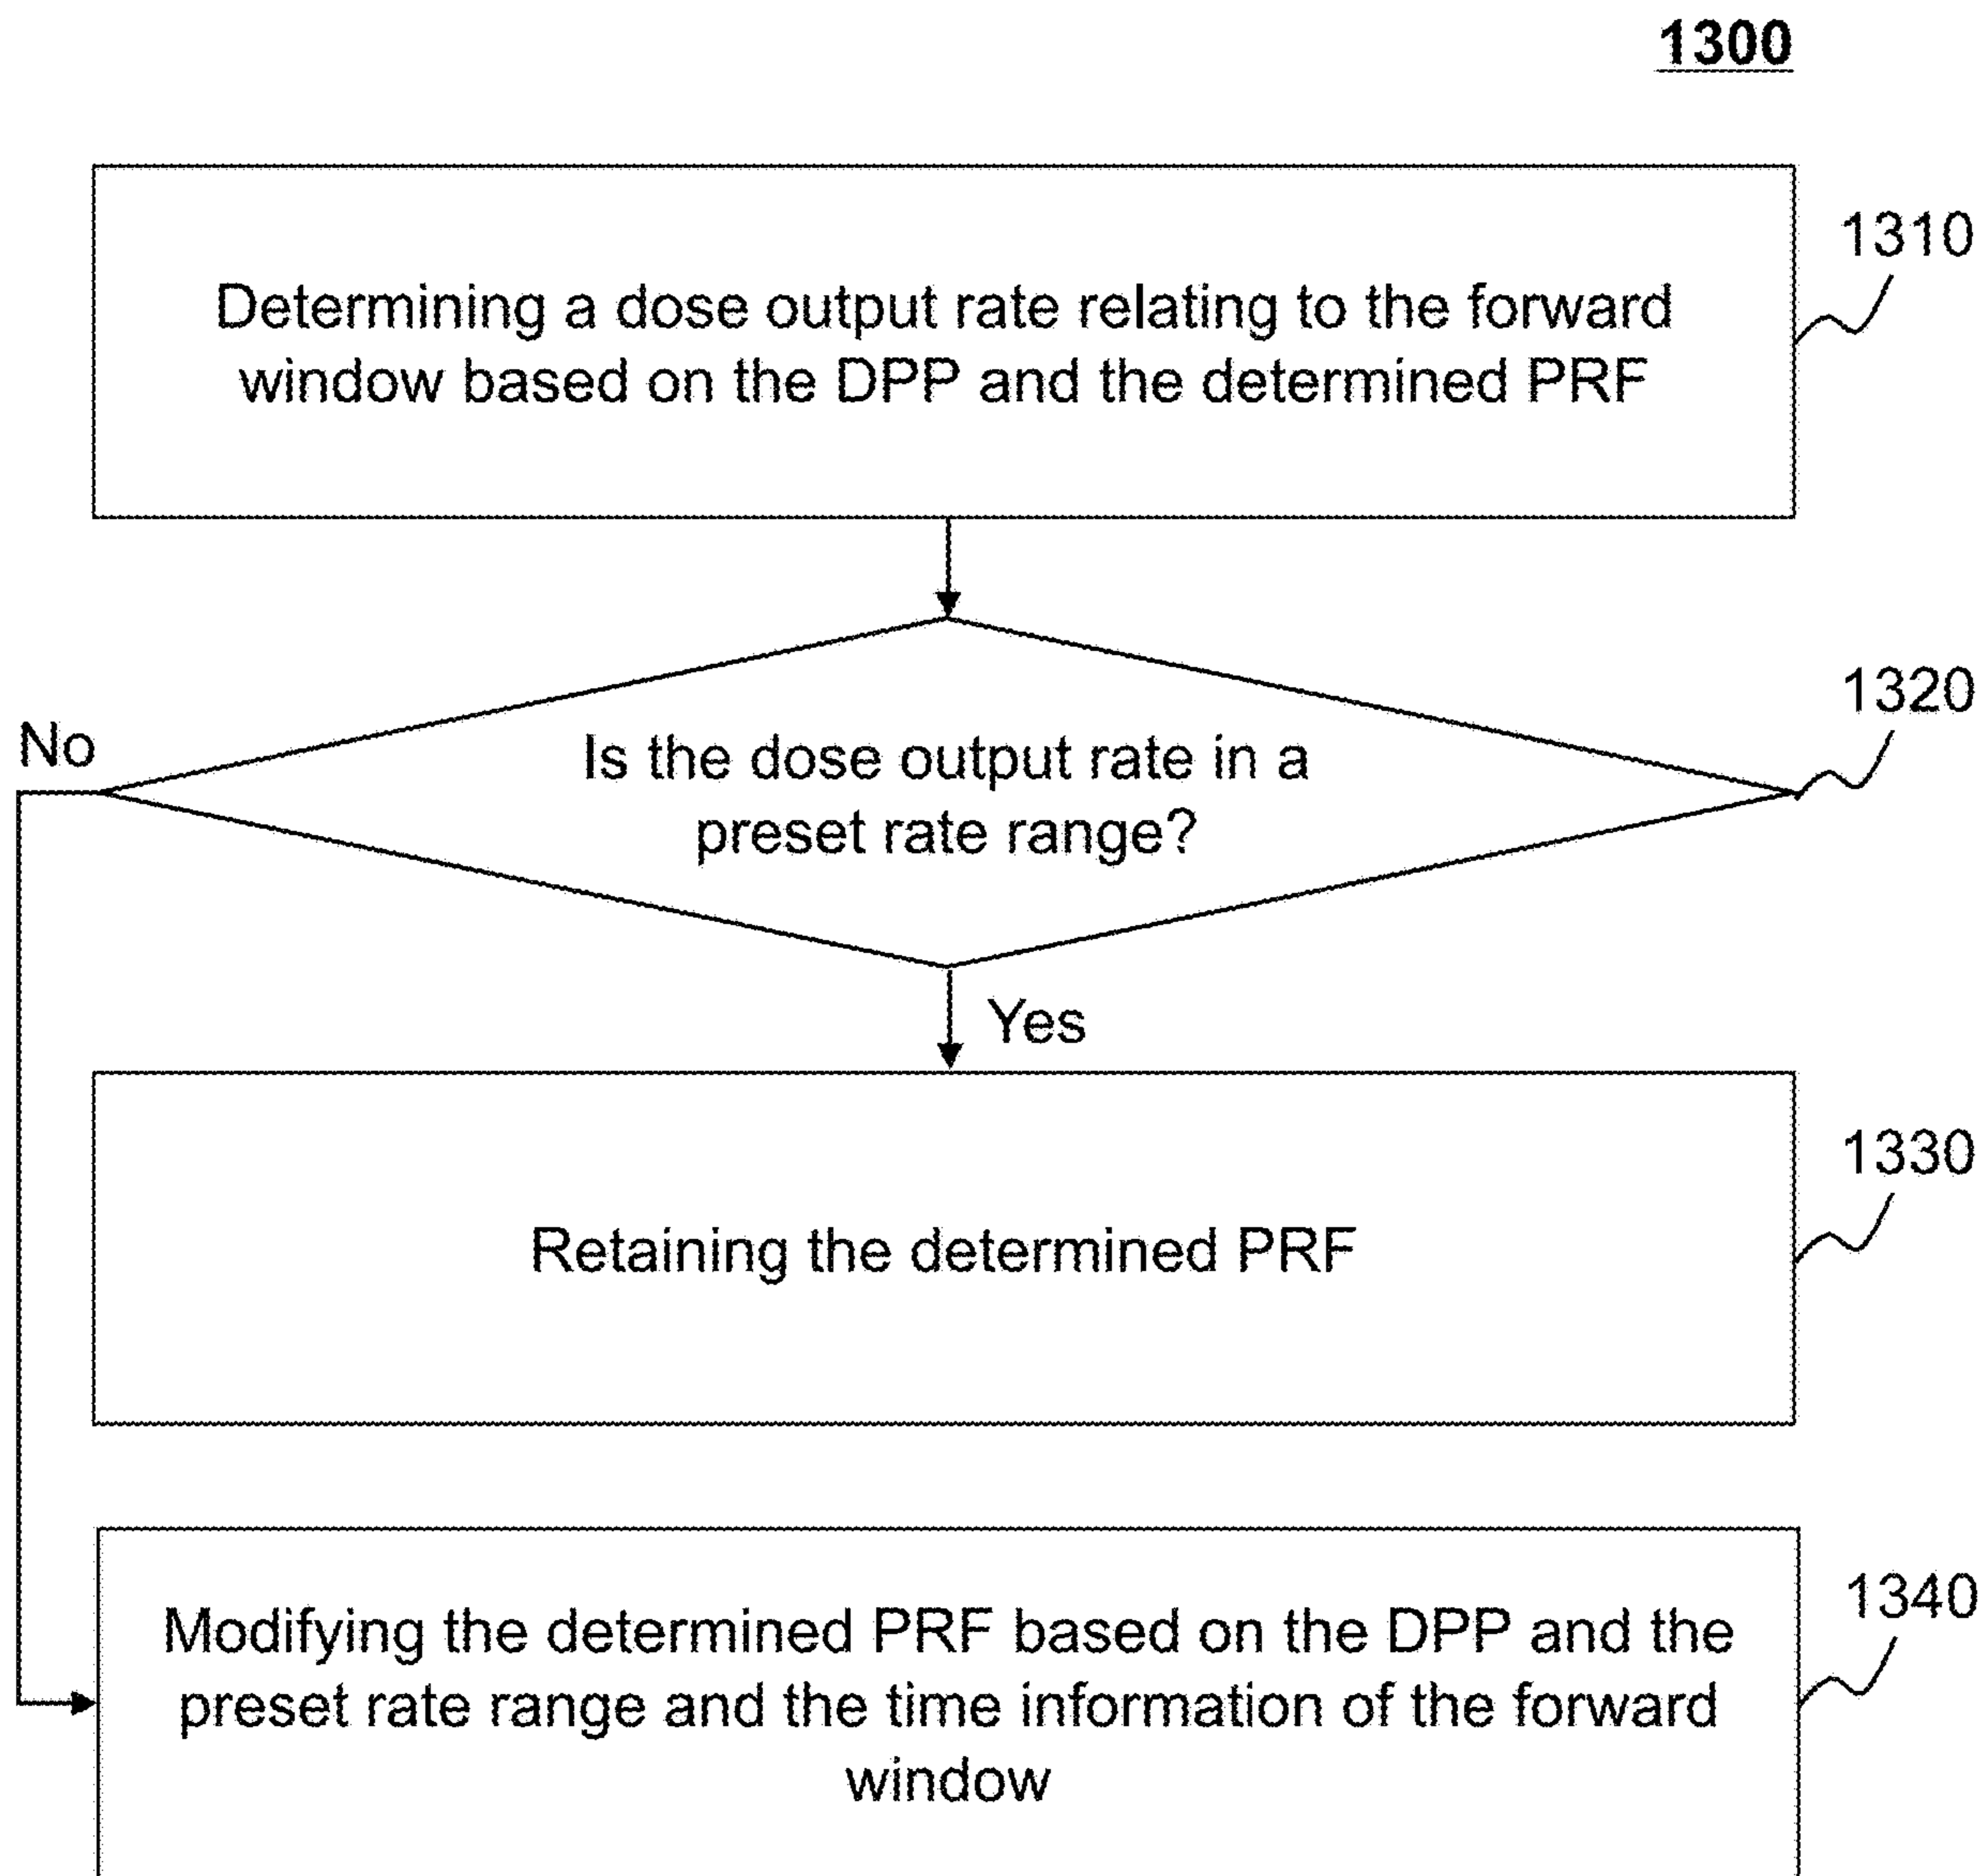 1300
1310
Determining a dose output rate relating to the forward
window based on the DPP and the determined PRF
1320
No
Is the dose output rate in a
preset rate range?
Yes
1330
Retaining the determined PRF
1340
Modifying the determined PRF based on the DPP and the
preset rate range and the time information of the forward
window